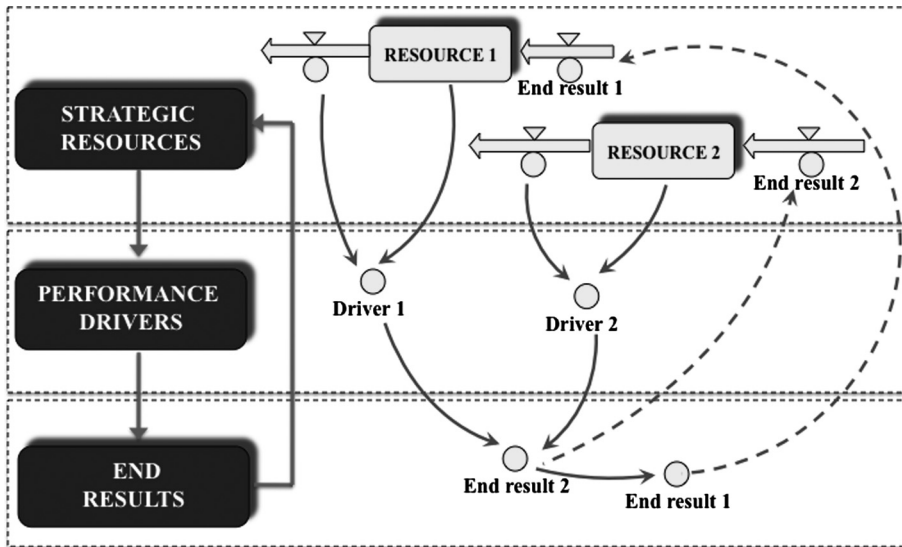 RESOURCE 1
End result 1
STRATEGIC
RESOURCES
RESOURCE 2
End result 2
PERFORMANCE
DRIVERS
Driver 1
Driver 2
END
RESULTS
End result 2
End result 1